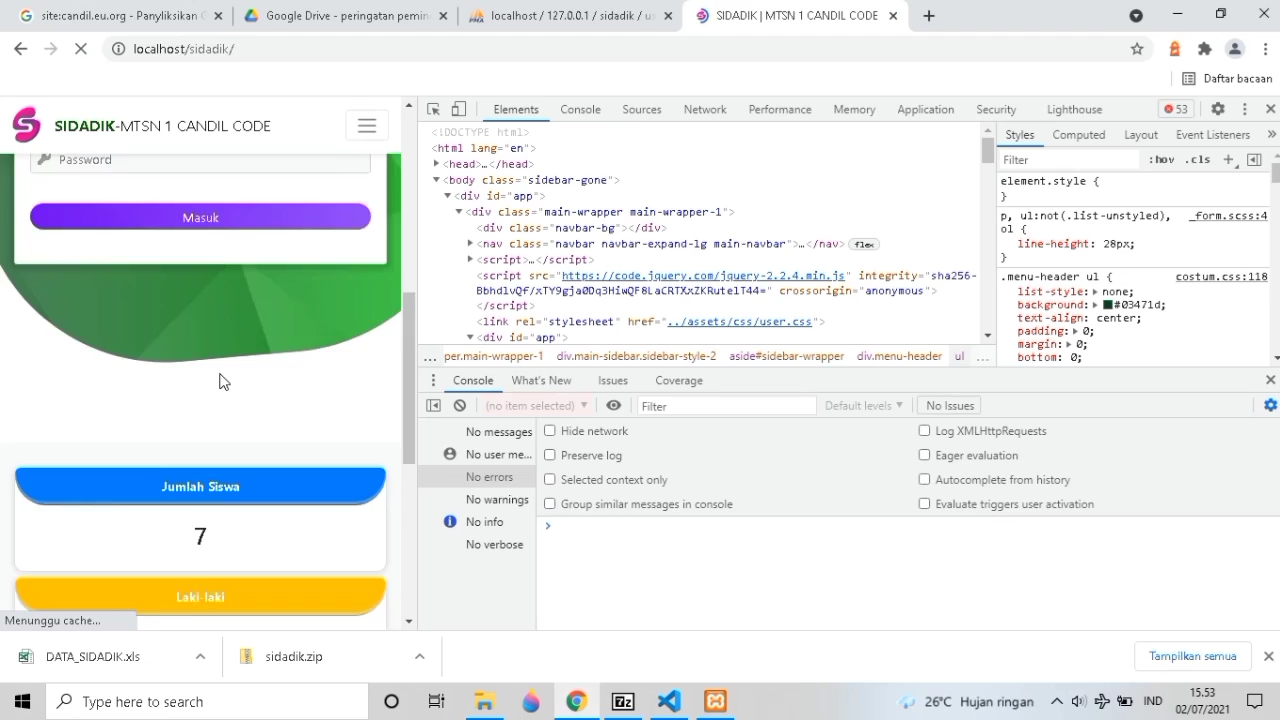 sitecandil.eu.org - Panyliksikan G
Google Drive - peringatan pemin
localhost / 127.0.0.1 / sidadik / u
SIDADIK | MTSN 1 CANDIL CODE
localhost/sidadik/
Daftar bacaan
SIDADIK-MTSN 1 CANDIL CODE
Password
Masuk
Jumlah Siswa
7
Laki-laki
Menunggu cache...
Elements
Console
Sources
Network
Performance
Memory
Application
Security
Lighthouse
53
<!DOCTYPE html>
<html lang="en">
<head>…</head>
<body class="sidebar-gone">
<div id="app">
<div class="main-wrapper main-wrapper-1">
<div class="navbar-bg"></div>
<nav class="navbar navbar-expand-lg main-navbar">…</nav> flex
<script>…</script>
<script src="https://code.jquery.com/jquery-2.2.4.min.js" integrity="sha256-
BbhdlvQf/xTY9gja0Dq3HiwQF8LaCRTXxZKRutelT44=" crossorigin="anonymous">
</script>
<link rel="stylesheet" href="../assets/css/user.css">
<div id="app">
... per.main-wrapper-1 div.main-sidebar.sidebar-style-2 aside#sidebar-wrapper div.menu-header ul ...
Styles
Computed
Layout
Event Listeners
Filter
:hov
.cls
element.style {
}
p, ul:not(.list-unstyled), _form.scss:4
ol {
line-height: 28px;
}
.menu-header ul { costum.css:118
list-style: none;
background: #03471d;
text-align: center;
padding: 0;
margin: 0;
bottom: 0;
Console
What's New
Issues
Coverage
(no item selected)
Filter
Default levels
No Issues
No messages
No user me...
No errors
No warnings
No info
No verbose
Hide network
Preserve log
Selected context only
Group similar messages in console
Log XMLHttpRequests
Eager evaluation
Autocomplete from history
Evaluate triggers user activation
DATA_SIDADIK.xls
sidadik.zip
Tampilkan semua
Type here to search
26°C Hujan ringan
IND
15.53
02/07/2021